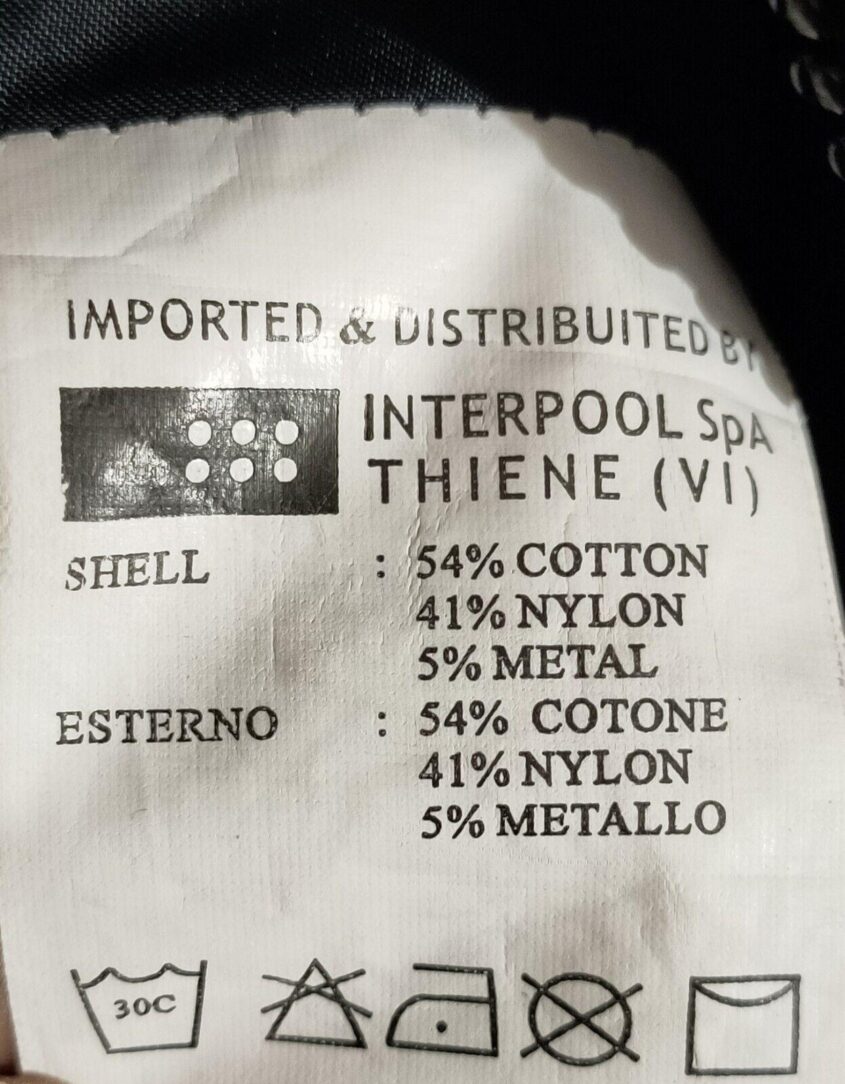 IMPORTED & DISTRIBUITED BY
INTERPOOL SpA
THIENE (VI)
SHELL : 54% COTTON
41% NYLON
5% METAL
ESTERNO : 54% COTONE
41% NYLON
5% METALLO
30C